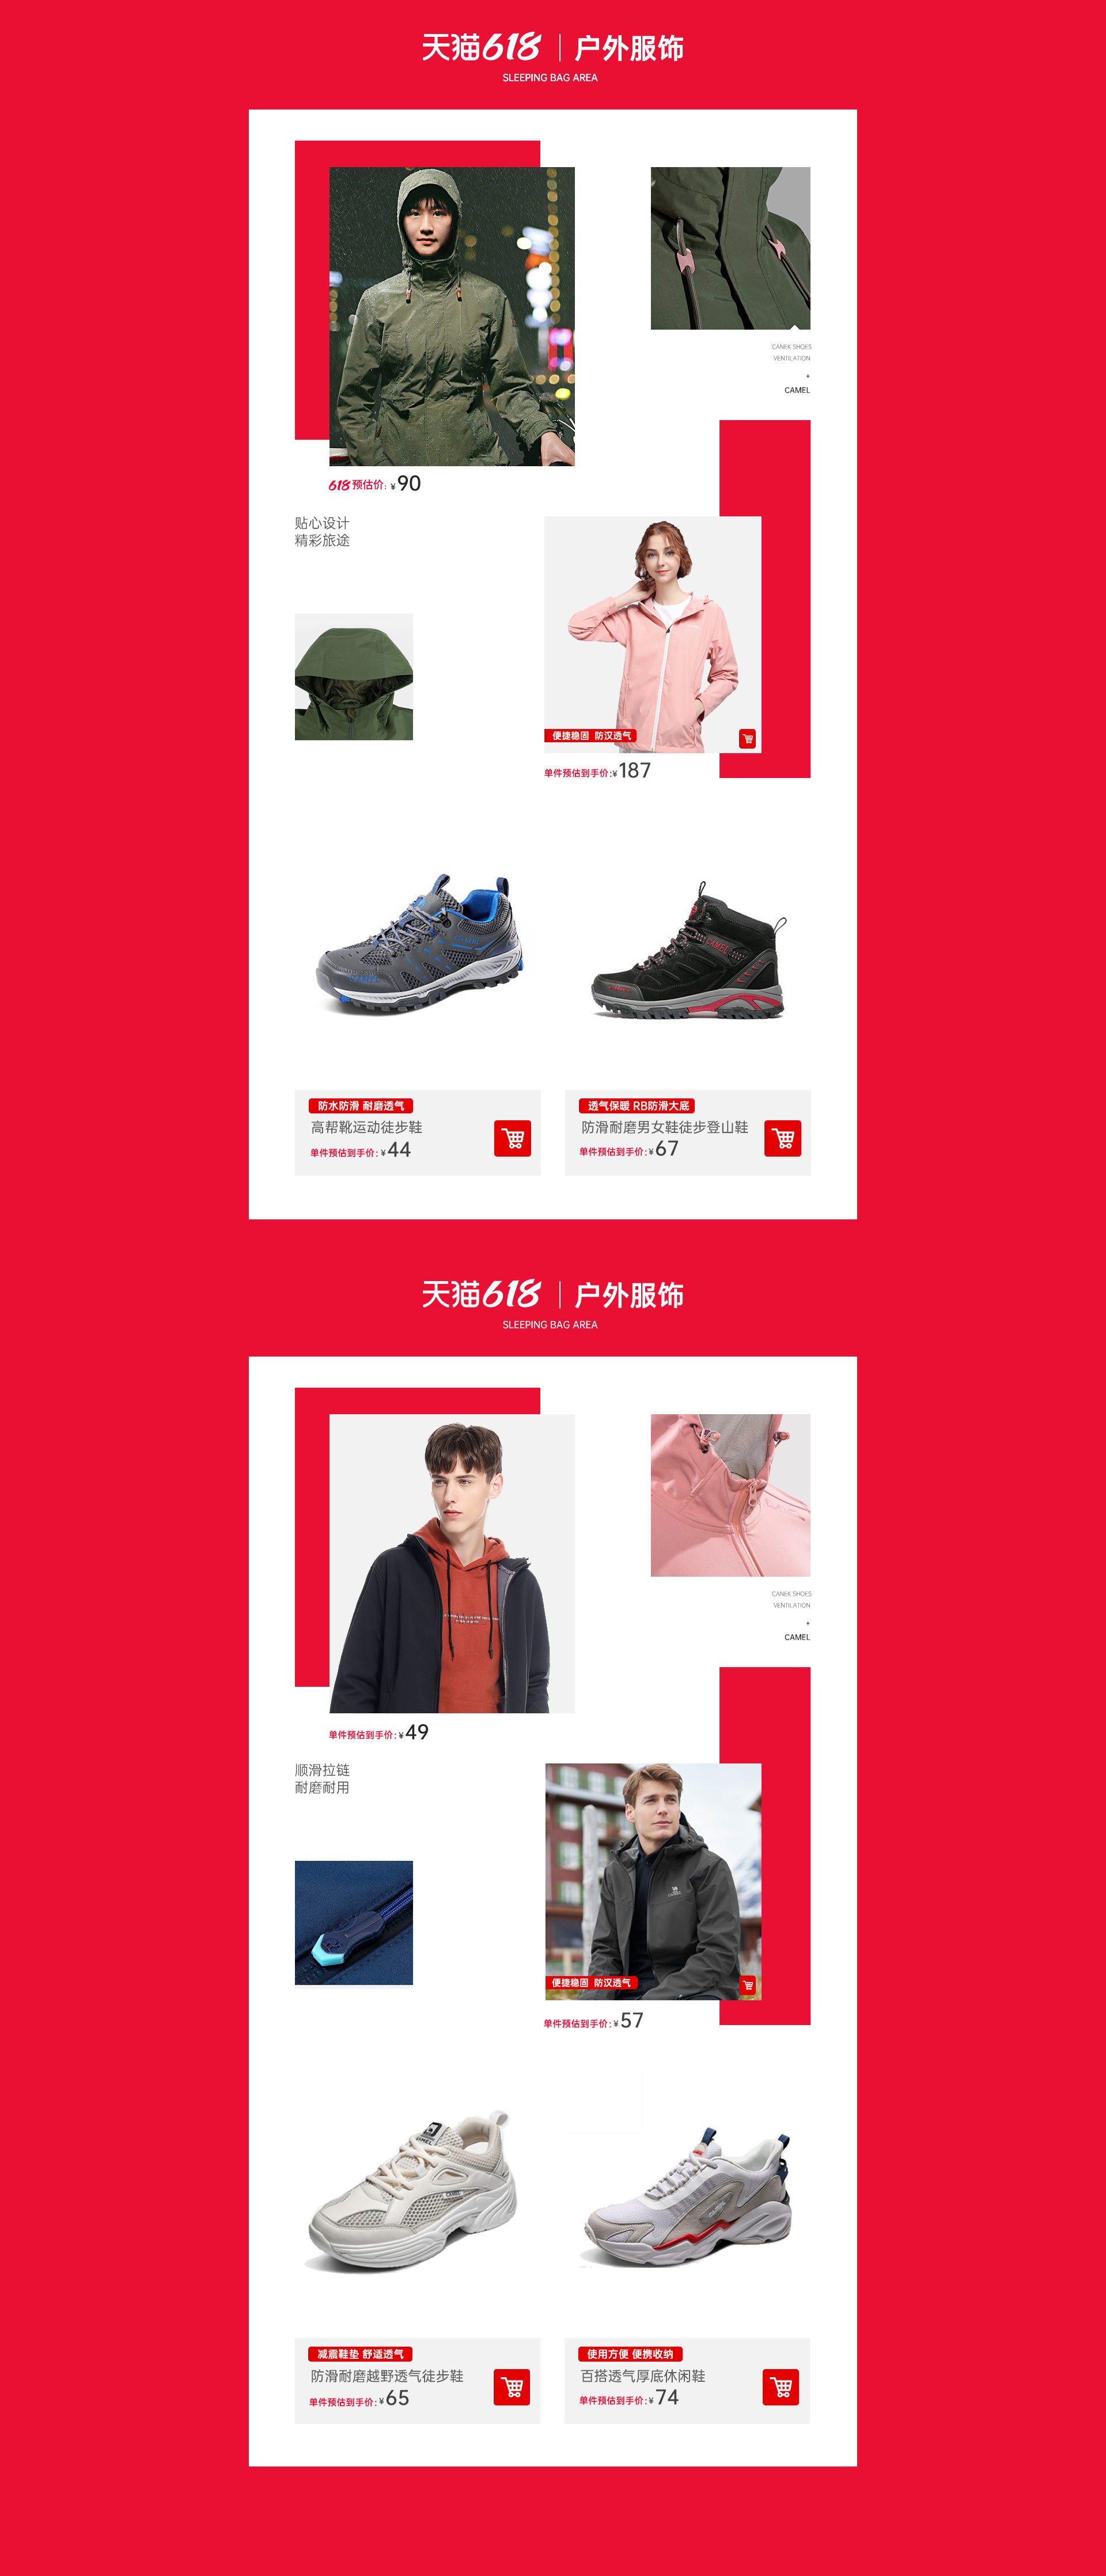 天猫618 | 户外服饰
SLEEPING BAG AREA
CANEK SHOES
VENTILATION
+
CAMEL
618预估价: ¥90
贴心设计
精彩旅途
便捷稳固 防汉透气
单件预估到手价:¥187
CAMEL
CAMEL
CAMEL
CAMEL
防水防滑 耐磨透气
高帮靴运动徒步鞋
单件预估到手价: ¥44
透气保暖 RB防滑大底
防滑耐磨男女鞋徒步登山鞋
单件预估到手价: ¥67
天猫618 | 户外服饰
SLEEPING BAG AREA
CANEK SHOES
VENTILATION
+
CAMEL
单件预估到手价: ¥49
顺滑拉链
耐磨耐用
CAMEL
便捷稳固 防汉透气
单件预估到手价: ¥57
CAMEL
CAMEL
减震鞋垫 舒适透气
防滑耐磨越野透气徒步鞋
单件预估到手价: ¥65
使用方便 便携收纳
百搭透气厚底休闲鞋
单件预估到手价: ¥74